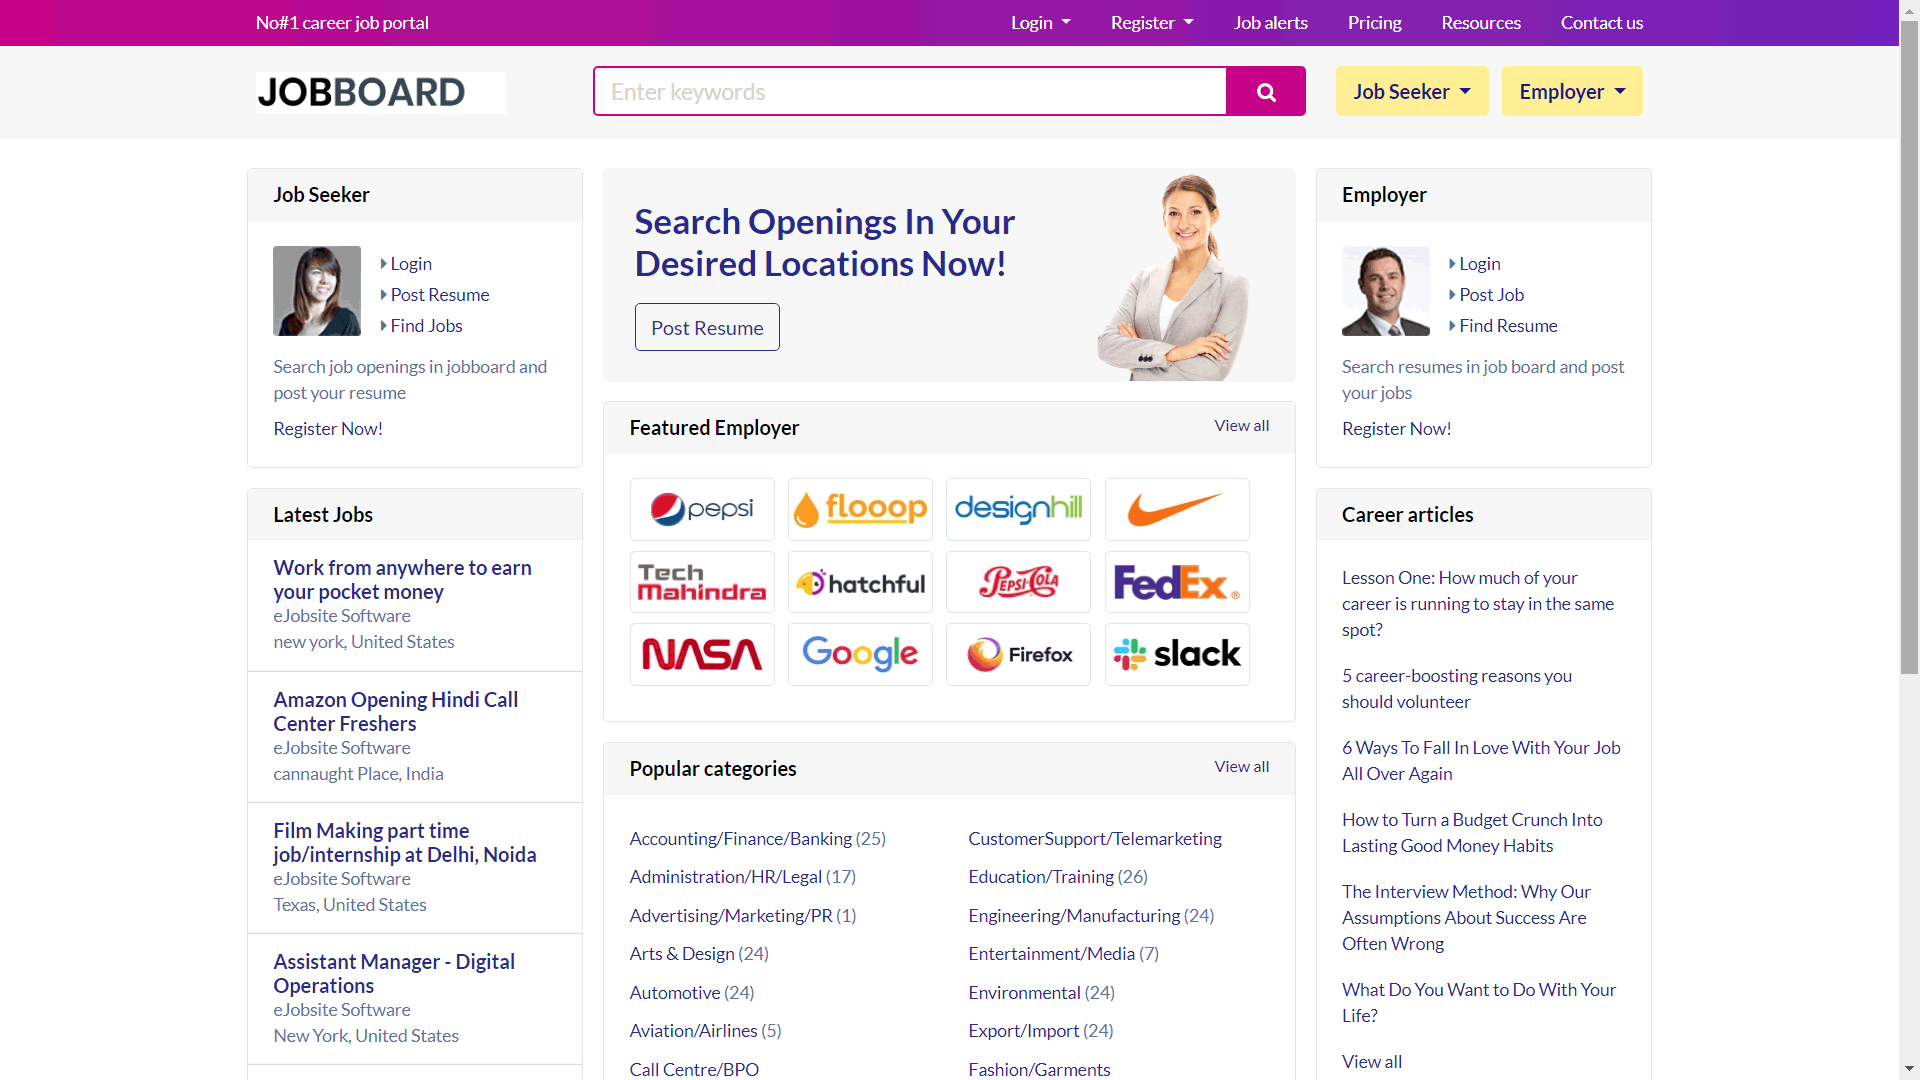 No#1 career job portal
Login
Register
Job alerts
Pricing
Resources
Contact us
JOBBOARD
Enter keywords
Job Seeker
Employer
Job Seeker
Login
Post Resume
Find Jobs
Search job openings in jobboard and
post your resume
Register Now!
Latest Jobs
Work from anywhere to earn
your pocket money
eJobsite Software
new york, United States
Amazon Opening Hindi Call
Center Freshers
eJobsite Software
cannaught Place, India
Film Making part time
job/internship at Delhi, Noida
eJobsite Software
Texas, United States
Assistant Manager - Digital
Operations
eJobsite Software
New York, United States
Search Openings In Your
Desired Locations Now!
Post Resume
Featured Employer
View all
pepsi
flooop
designhill
Tech
Mahindra
hatchful
PEPSI-COLA
FedEx®
NASA
Google
Firefox
slack
Popular categories
View all
Accounting/Finance/Banking (25)
Administration/HR/Legal (17)
Advertising/Marketing/PR (1)
Arts & Design (24)
Automotive (24)
Aviation/Airlines (5)
Call Centre/BPO
CustomerSupport/Telemarketing
Education/Training (26)
Engineering/Manufacturing (24)
Entertainment/Media (7)
Environmental (24)
Export/Import (24)
Fashion/Garments
Employer
Login
Post Job
Find Resume
Search resumes in job board and post
your jobs
Register Now!
Career articles
Lesson One: How much of your
career is running to stay in the same
spot?
5 career-boosting reasons you
should volunteer
6 Ways To Fall In Love With Your Job
All Over Again
How to Turn a Budget Crunch Into
Lasting Good Money Habits
The Interview Method: Why Our
Assumptions About Success Are
Often Wrong
What Do You Want to Do With Your
Life?
View all